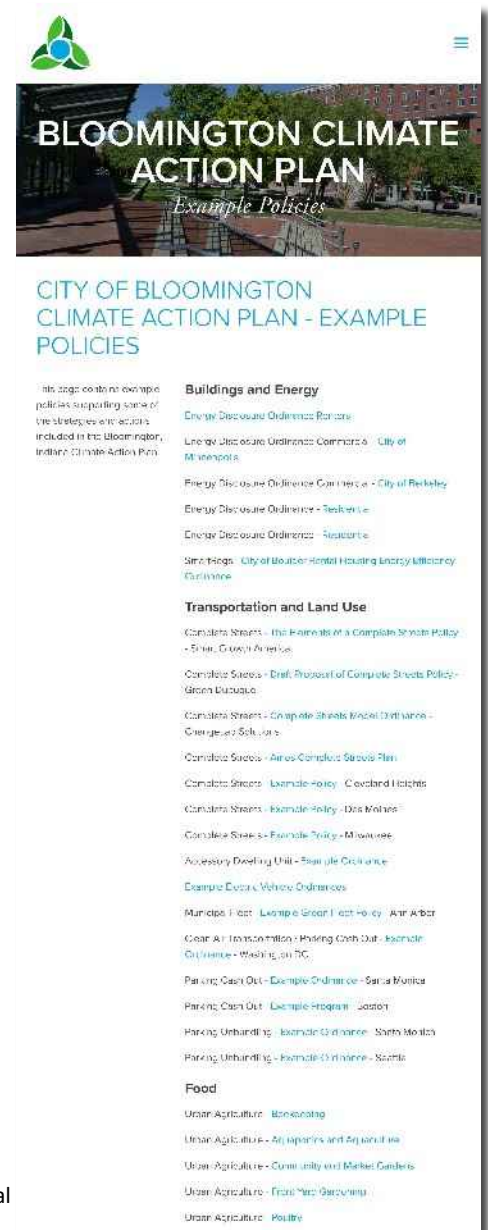 BLOOMINGTON CLIMATE
ACTION PLAN
Example Policies
CITY OF BLOOMINGTON
CLIMATE ACTION PLAN - EXAMPLE
POLICIES
This page contains example
policies supporting some of
the strategies and actions
included in the Bloomington,
Indiana Climate Action Plan
Buildings and Energy
Energy Disclosure Ordinance Renters
Energy Disclosure Ordinance Commercial - City of
Minneapolis
Energy Disclosure Ordinance Commercial - City of Berkeley
Energy Disclosure Ordinance - Residential
Energy Disclosure Ordinance - Residential
SmartRegs - City of Boulder Rental Housing Energy Efficiency
Ordinance
Transportation and Land Use
Complete Streets - The Elements of a Complete Streets Policy
- Smart Growth America
Complete Streets - Draft Proposal of Complete Streets Policy -
Green Dubuque
Complete Streets - Complete Streets Model Ordinance -
ChangeLab Solutions
Complete Streets - Ames Complete Streets Plan
Complete Streets - Example Policy - Cleveland Heights
Complete Streets - Example Policy - Des Moines
Complete Streets - Example Policy - Milwaukee
Accessory Dwelling Unit - Example Ordinance
Example Electric Vehicle Ordinances
Municipal Fleet - Example Green Fleet Policy - Ann Arbor
Clean Air Transportation - Parking Cash Out - Example
Ordinance - Washington DC
Parking Cash Out - Example Ordinance - Santa Monica
Parking Cash Out - Example Program - Boston
Parking Unbundling - Example Ordinance - Santa Monica
Parking Unbundling - Example Ordinance - Seattle
Food
Urban Agriculture - Beekeeping
Urban Agriculture - Aquaponics and Aquaculture
Urban Agriculture - Community and Market Gardens
Urban Agriculture - Front Yard Gardening
al
Urban Agriculture - Poultry